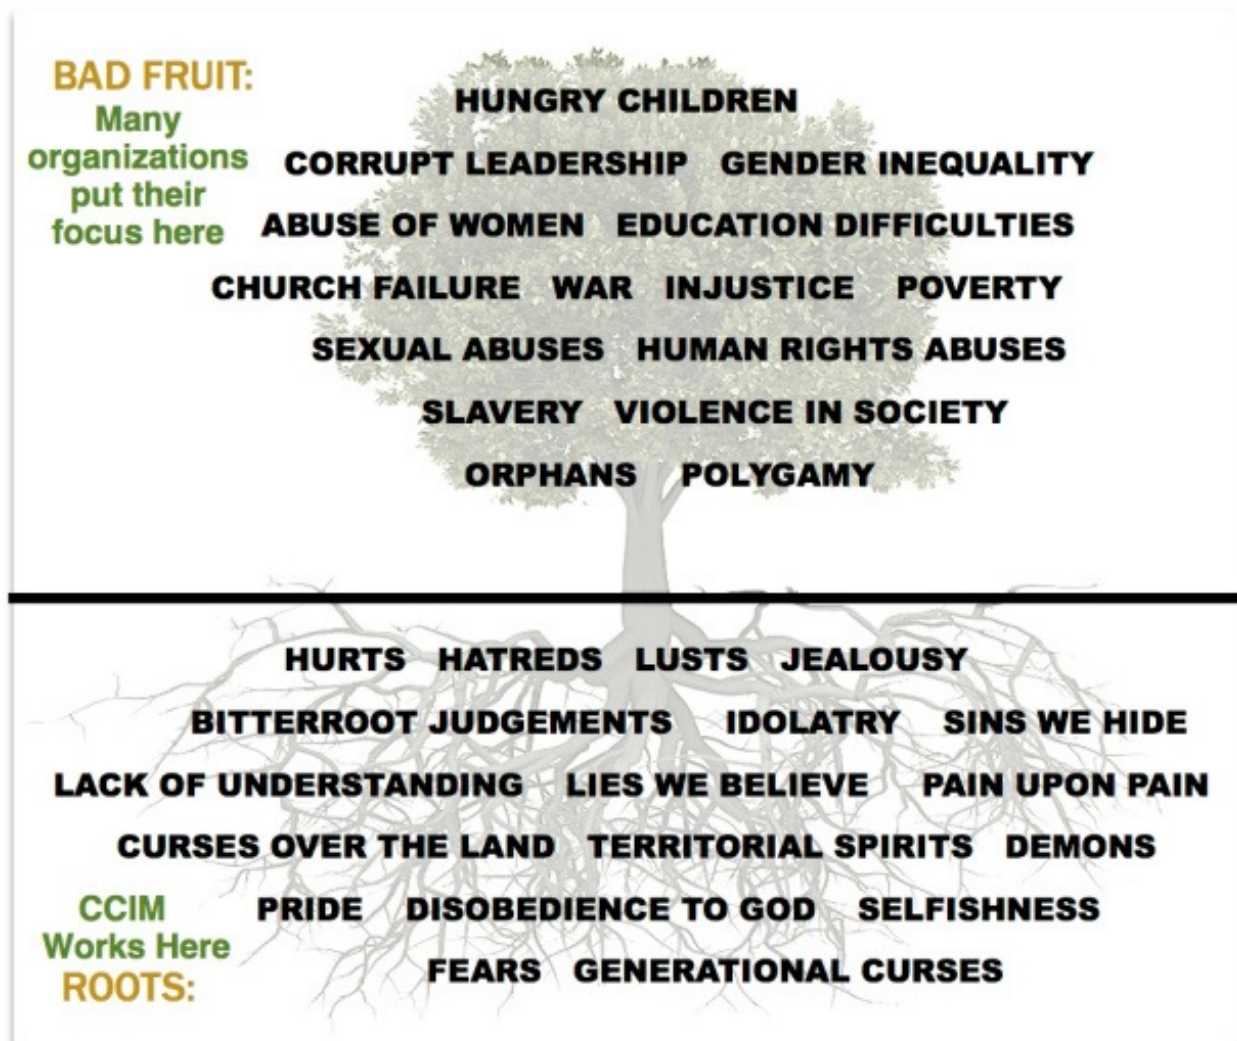 BAD FRUIT:
Many
organizations
put their
focus here
HUNGRY CHILDREN
CORRUPT LEADERSHIP GENDER INEQUALITY
ABUSE OF WOMEN EDUCATION DIFFICULTIES
CHURCH FAILURE WAR INJUSTICE POVERTY
SEXUAL ABUSES HUMAN RIGHTS ABUSES
SLAVERY VIOLENCE IN SOCIETY
ORPHANS POLYGAMY
HURTS HATREDS LUSTS JEALOUSY
BITTERROOT JUDGEMENTS IDOLATRY SINS WE HIDE
LACK OF UNDERSTANDING LIES WE BELIEVE PAIN UPON PAIN
CURSES OVER THE LAND TERRITORIAL SPIRITS DEMONS
PRIDE DISOBEDIENCE TO GOD SELFISHNESS
FEARS GENERATIONAL CURSES
CCIM
Works Here
ROOTS: